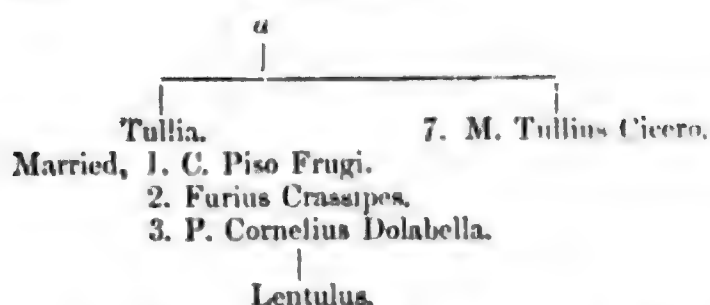 a
Tullia. 7. M. Tullius Cicero.
Married, 1. C. Piso Frugi.
2. Furius Crassipes.
3. P. Cornelius Dolabella.
Lentulus.